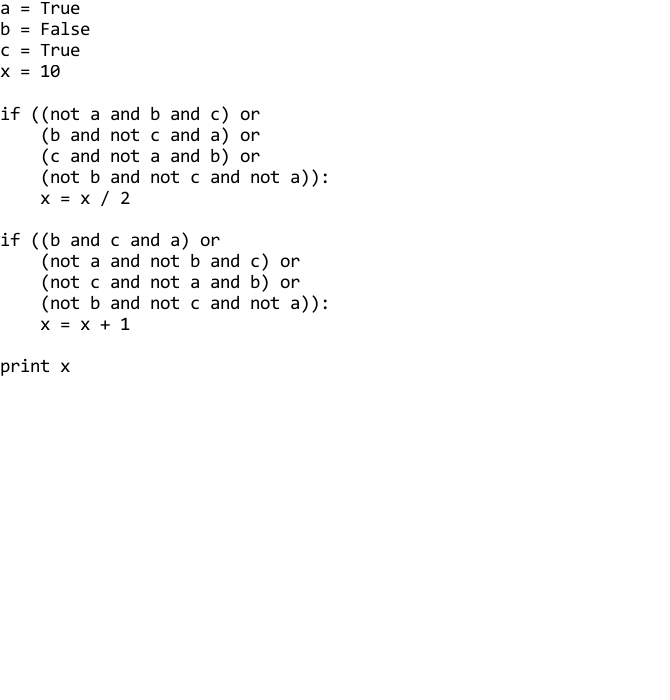 a = True
b = False
c = True
x = 10

if ((not a and b and c) or
    (b and not c and a) or
    (c and not a and b) or
    (not b and not c and not a)):
    x = x / 2

if ((b and c and a) or
    (not a and not b and c) or
    (not c and not a and b) or
    (not b and not c and not a)):
    x = x + 1

print x